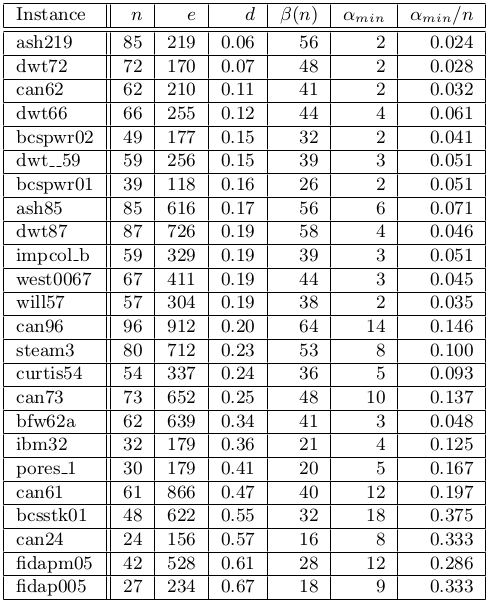 Instance n e d β(n) α_min α_min/n
ash219 85 219 0.06 56 2 0.024
dwt72 72 170 0.07 48 2 0.028
can62 62 210 0.11 41 2 0.032
dwt66 66 255 0.12 44 4 0.061
bcspwr02 49 177 0.15 32 2 0.041
dwt__59 59 256 0.15 39 3 0.051
bcspwr01 39 118 0.16 26 2 0.051
ash85 85 616 0.17 56 6 0.071
dwt87 87 726 0.19 58 4 0.046
impcol_b 59 329 0.19 39 3 0.051
west0067 67 411 0.19 44 3 0.045
will57 57 304 0.19 38 2 0.035
can96 96 912 0.20 64 14 0.146
steam3 80 712 0.23 53 8 0.100
curtis54 54 337 0.24 36 5 0.093
can73 73 652 0.25 48 10 0.137
bfw62a 62 639 0.34 41 3 0.048
ibm32 32 179 0.36 21 4 0.125
pores_1 30 179 0.41 20 5 0.167
can61 61 866 0.47 40 12 0.197
bcsstk01 48 622 0.55 32 18 0.375
can24 24 156 0.57 16 8 0.333
fidapm05 42 528 0.61 28 12 0.286
fidap005 27 234 0.67 18 9 0.333